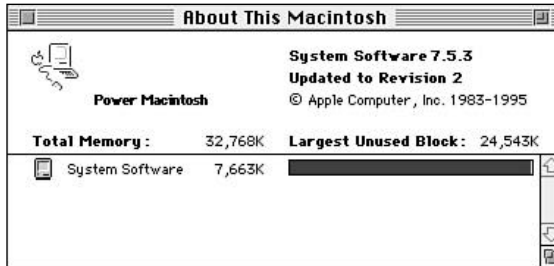 About This Macintosh
System Software 7.5.3
Updated to Revision 2
Power Macintosh
© Apple Computer, Inc. 1983-1995
Total Memory: 32,768K Largest Unused Block: 24,543K
System Software 7,663K